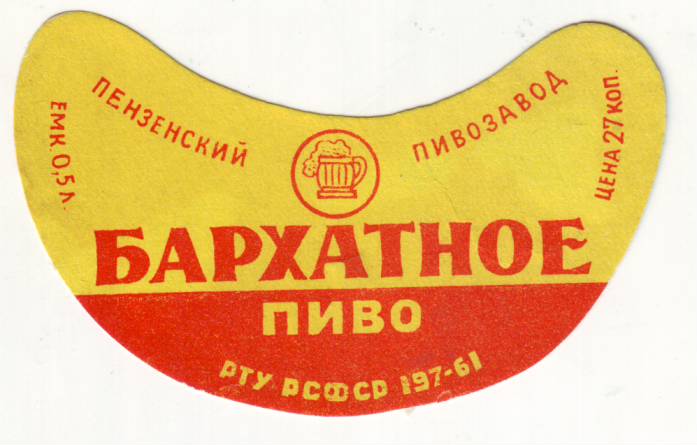 ПЕНЗЕНСКИЙ ПИВОЗАВОД
ЕМК. 0,5 Л.
ЦЕНА 27 КОП.
БАРХАТНОЕ
ПИВО
РТУ РСФСР 197-61